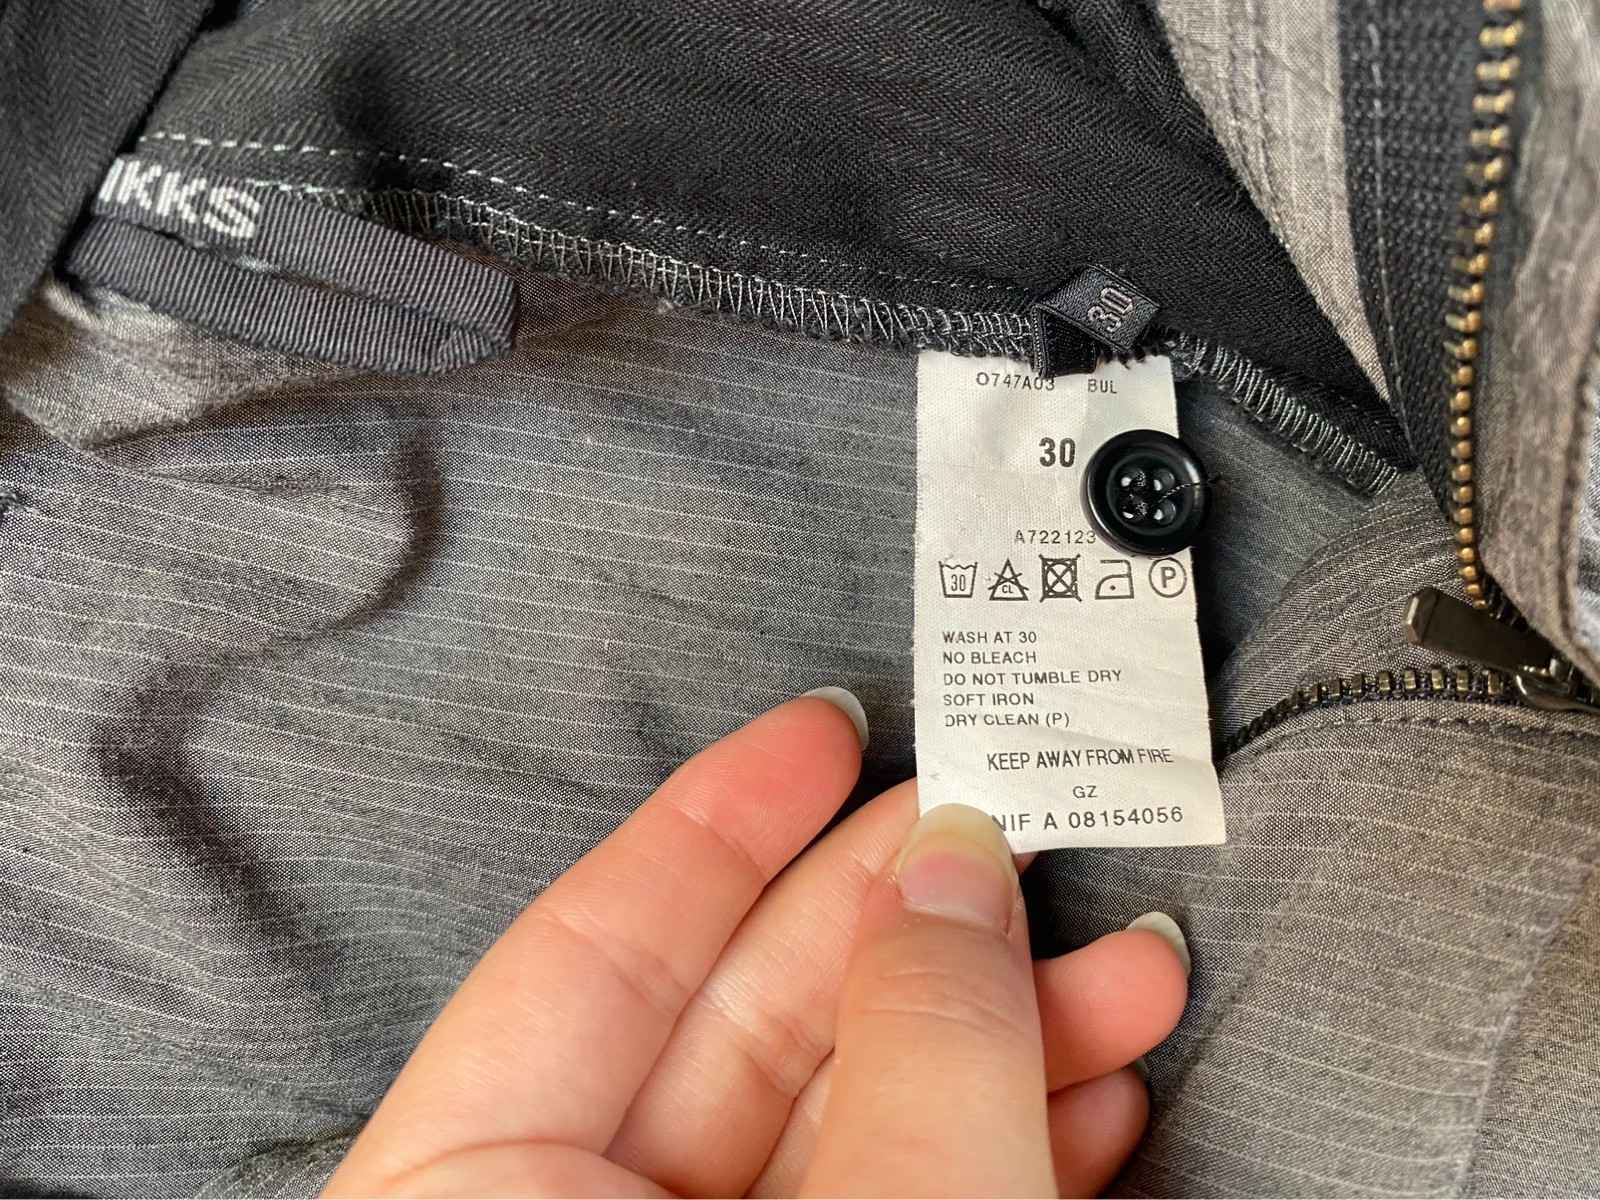 IKKS
30
O747A03 BUL
30
A722123
30 CL P
WASH AT 30
NO BLEACH
DO NOT TUMBLE DRY
SOFT IRON
DRY CLEAN (P)
KEEP AWAY FROM FIRE
GZ
NIF A 08154056